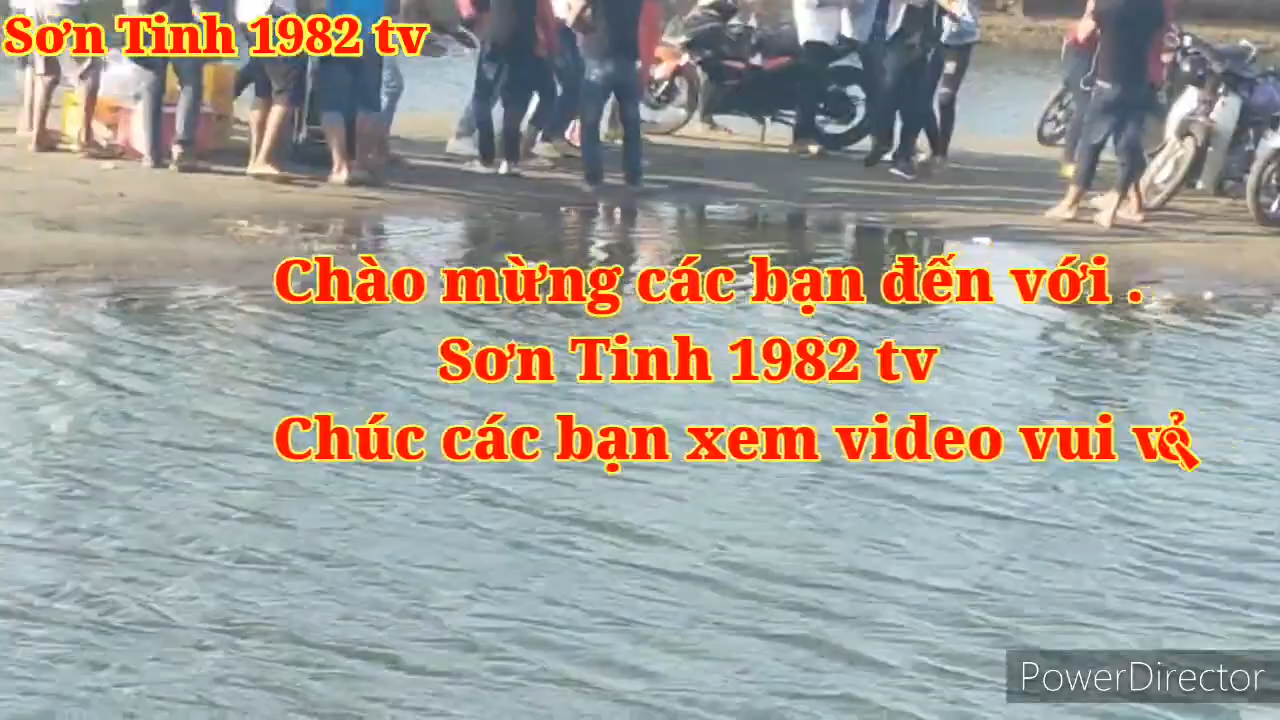 Sơn Tinh 1982 tv
Chào mừng các bạn đến với .
Sơn Tinh 1982 tv
Chúc các bạn xem video vui
PowerDirector